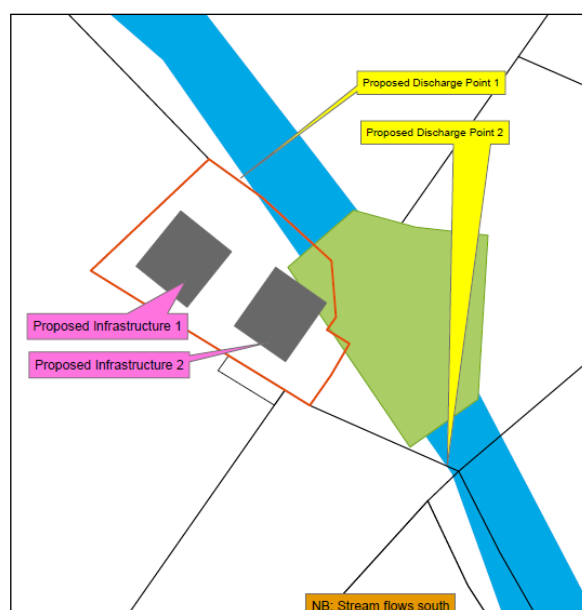 Proposed Discharge Point 1
Proposed Discharge Point 2
Proposed Infrastructure 1
Proposed Infrastructure 2
NB: Stream flows south